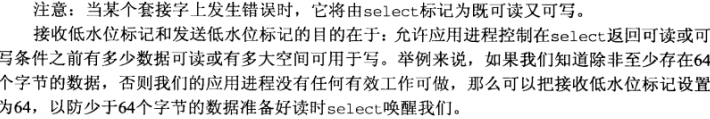 注意：当某个套接字上发生错误时，它将由select标记为既可读又可写。
接收低水位标记和发送低水位标记的目的在于：允许应用进程控制在select返回可读或可
写条件之前有多少数据可读或有多大空间可用于写。举例来说，如果我们知道除非至少存在64
个字节的数据，否则我们的应用进程没有任何有效工作可做，那么可以把接收低水位标记设置
为64，以防少于64个字节的数据准备好读时select唤醒我们。